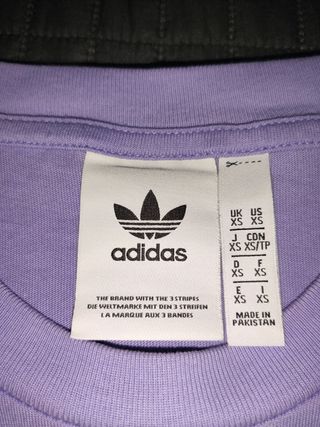 adidas
THE BRAND WITH THE 3 STRIPES
DIE WELTMARKE MIT DEN 3 STREIFEN
LA MARQUE AUX 3 BANDES
UK US
XS XS
J CDN
XS XS/TP
D F
XS XS
E I
XS XS
MADE IN
PAKISTAN